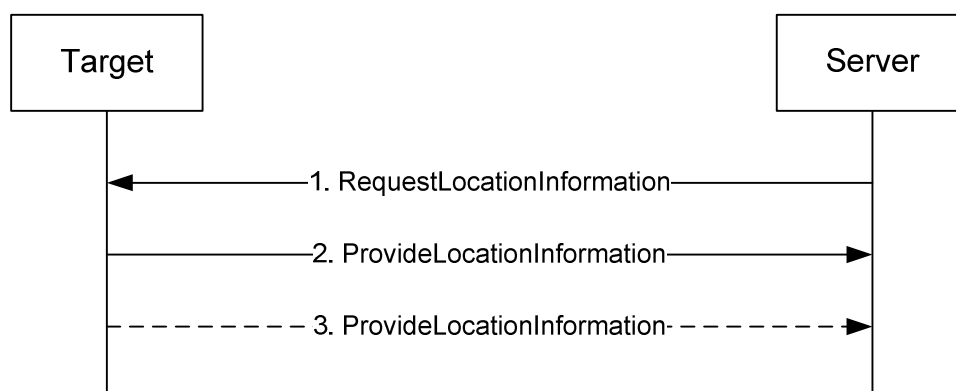 Target
Server
1. RequestLocationInformation
2. ProvideLocationInformation
3. ProvideLocationInformation